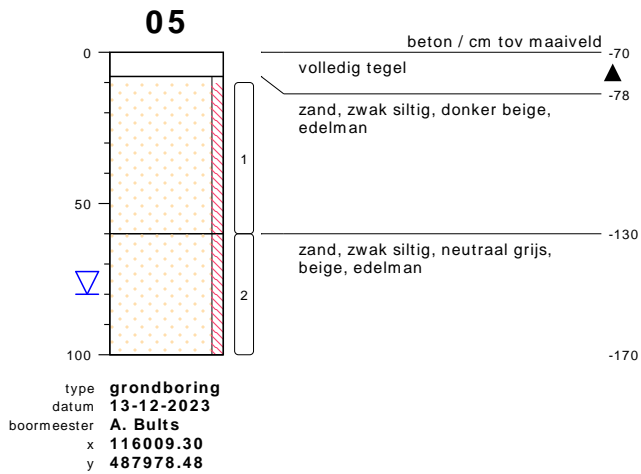 05
beton / cm tov maaiveld
0
-70
volledig tegel
-78
zand, zwak siltig, donker beige,
edelman
1
50
-130
zand, zwak siltig, neutraal grijs,
beige, edelman
2
100
-170
type grondboring
datum 13-12-2023
boormeester A. Bults
x 116009.30
y 487978.48